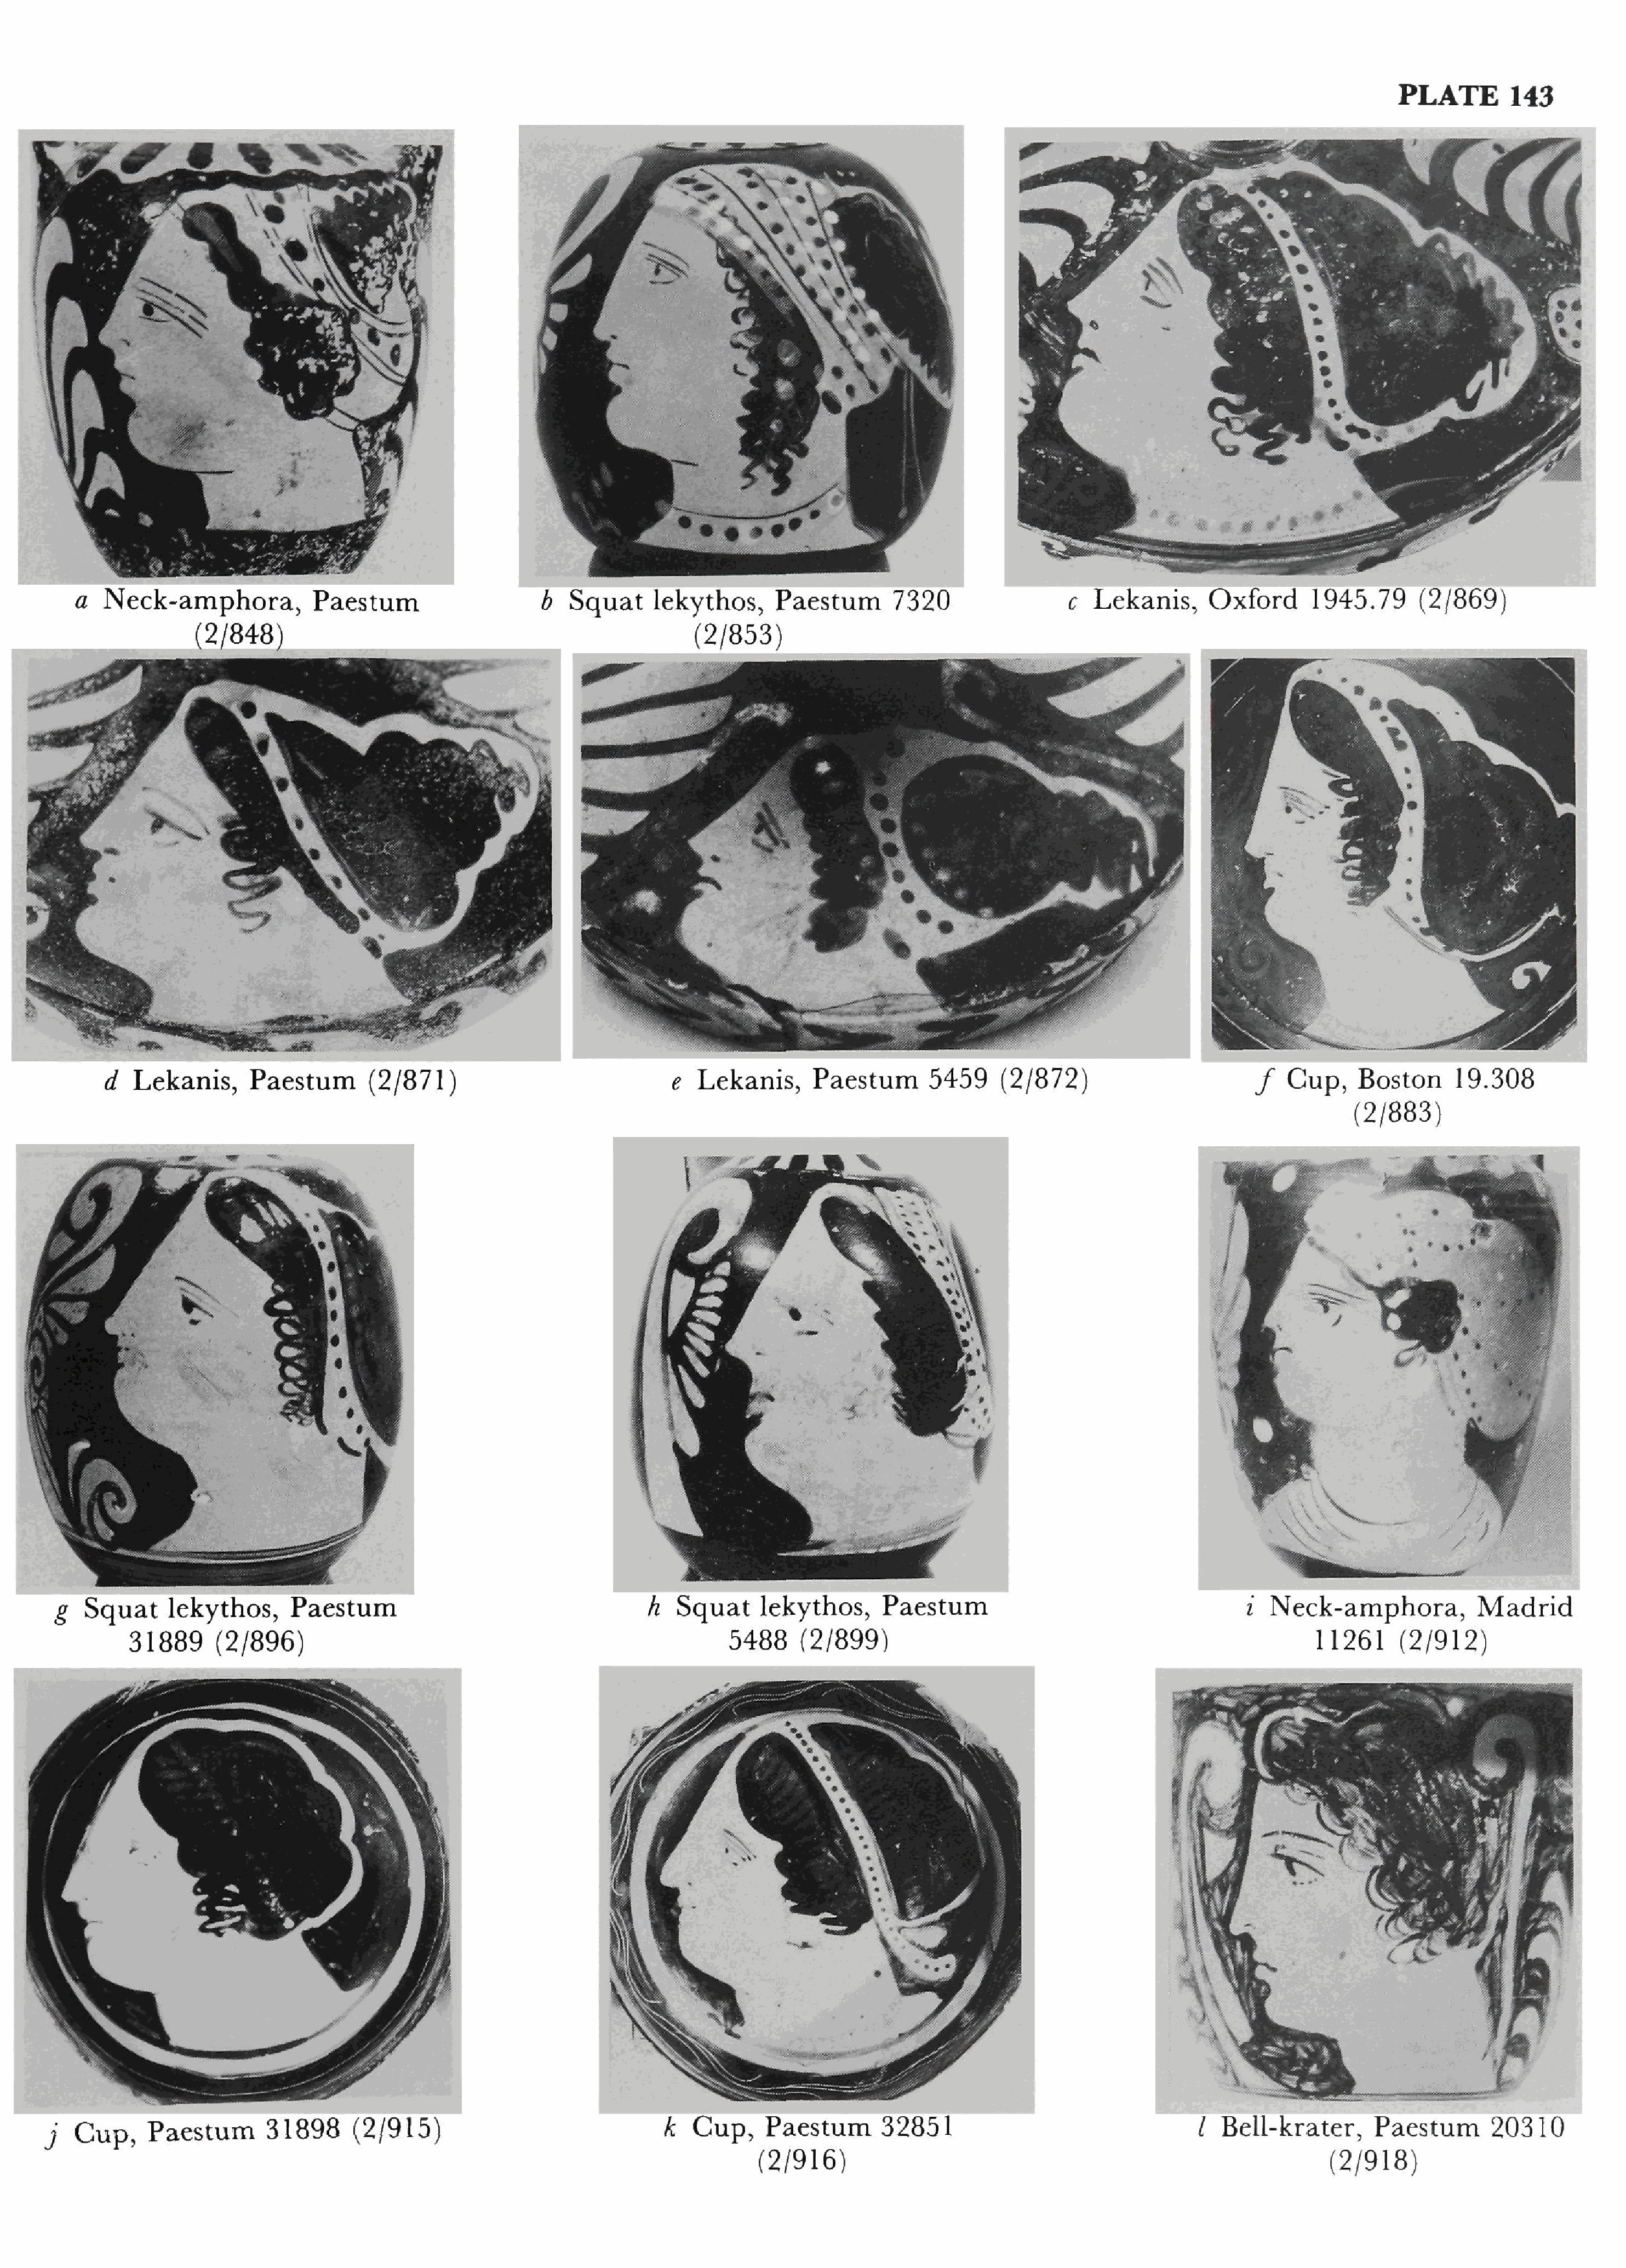 PLATE 143
a Neck-amphora, Paestum
(2/848)
b Squat lekythos, Paestum 7320
(2/853)
c Lekanis, Oxford 1945.79 (2/869)
d Lekanis, Paestum (2/871)
e Lekanis, Paestum 5459 (2/872)
f Cup, Boston 19.308
(2/883)
g Squat lekythos, Paestum
31889 (2/896)
h Squat lekythos, Paestum
5488 (2/899)
i Neck-amphora, Madrid
11261 (2/912)
j Cup, Paestum 31898 (2/915)
k Cup, Paestum 32851
(2/916)
l Bell-krater, Paestum 20310
(2/918)